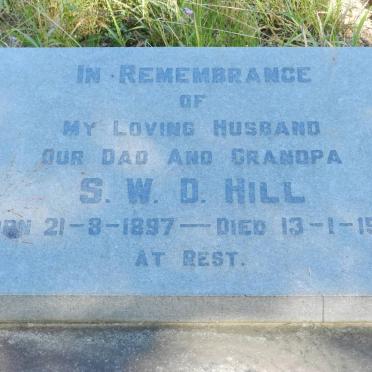 In Remembrance
of
My Loving Husband
Our Dad And Grandpa
S. W. D. Hill
21-8-1897 — Died 13-1-19
At Rest.